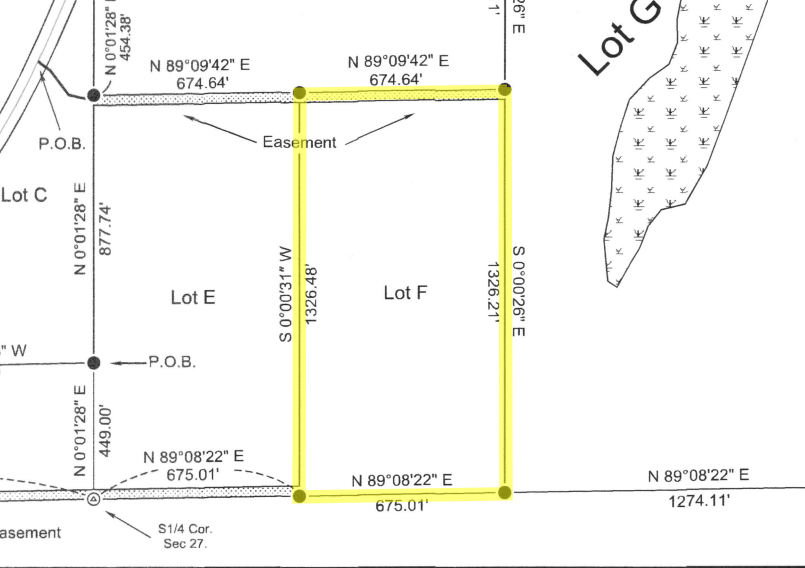 N 0°01'28" E
454.38'
26" E
1'
Lot G
N 89°09'42" E
674.64'
N 89°09'42" E
674.64'
P.O.B.
Easement
Lot C
N 0°01'28" E
877.74'
S 0°00'31" W
1326.48'
S 0°00'26" E
1326.21'
Lot E
Lot F
" W
P.O.B.
N 0°01'28" E
449.00'
N 89°08'22" E
675.01'
N 89°08'22" E
675.01'
N 89°08'22" E
1274.11'
asement
S1/4 Cor.
Sec 27.